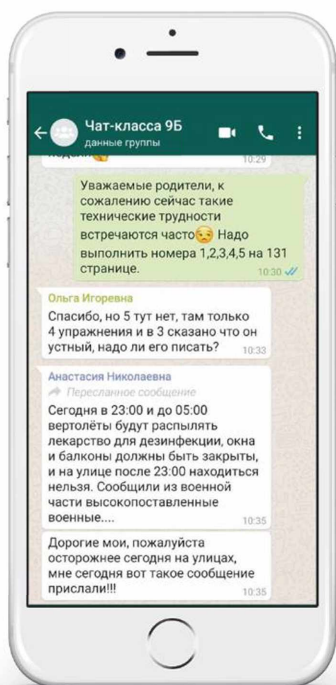 Чат-класса 9Б
данные группы
10:29
Уважаемые родители, к
сожалению сейчас такие
технические трудности
встречаются часто😒 Надо
выполнить номера 1,2,3,4,5 на 131
странице.
10:30
Ольга Игоревна
Спасибо, но 5 тут нет, там только
4 упражнения и в 3 сказано что он
устный, надо ли его писать?
10:33
Анастасия Николаевна
Пересланное сообщение
Сегодня в 23:00 и до 05:00
вертолёты будут распылять
лекарство для дезинфекции, окна
и балконы должны быть закрыты,
и на улице после 23:00 находиться
нельзя. Сообщили из военной
части высокопоставленные
военные....
10:35
Дорогие мои, пожалуйста
осторожнее сегодня на улицах,
мне сегодня вот такое сообщение
прислали!!!
10:35